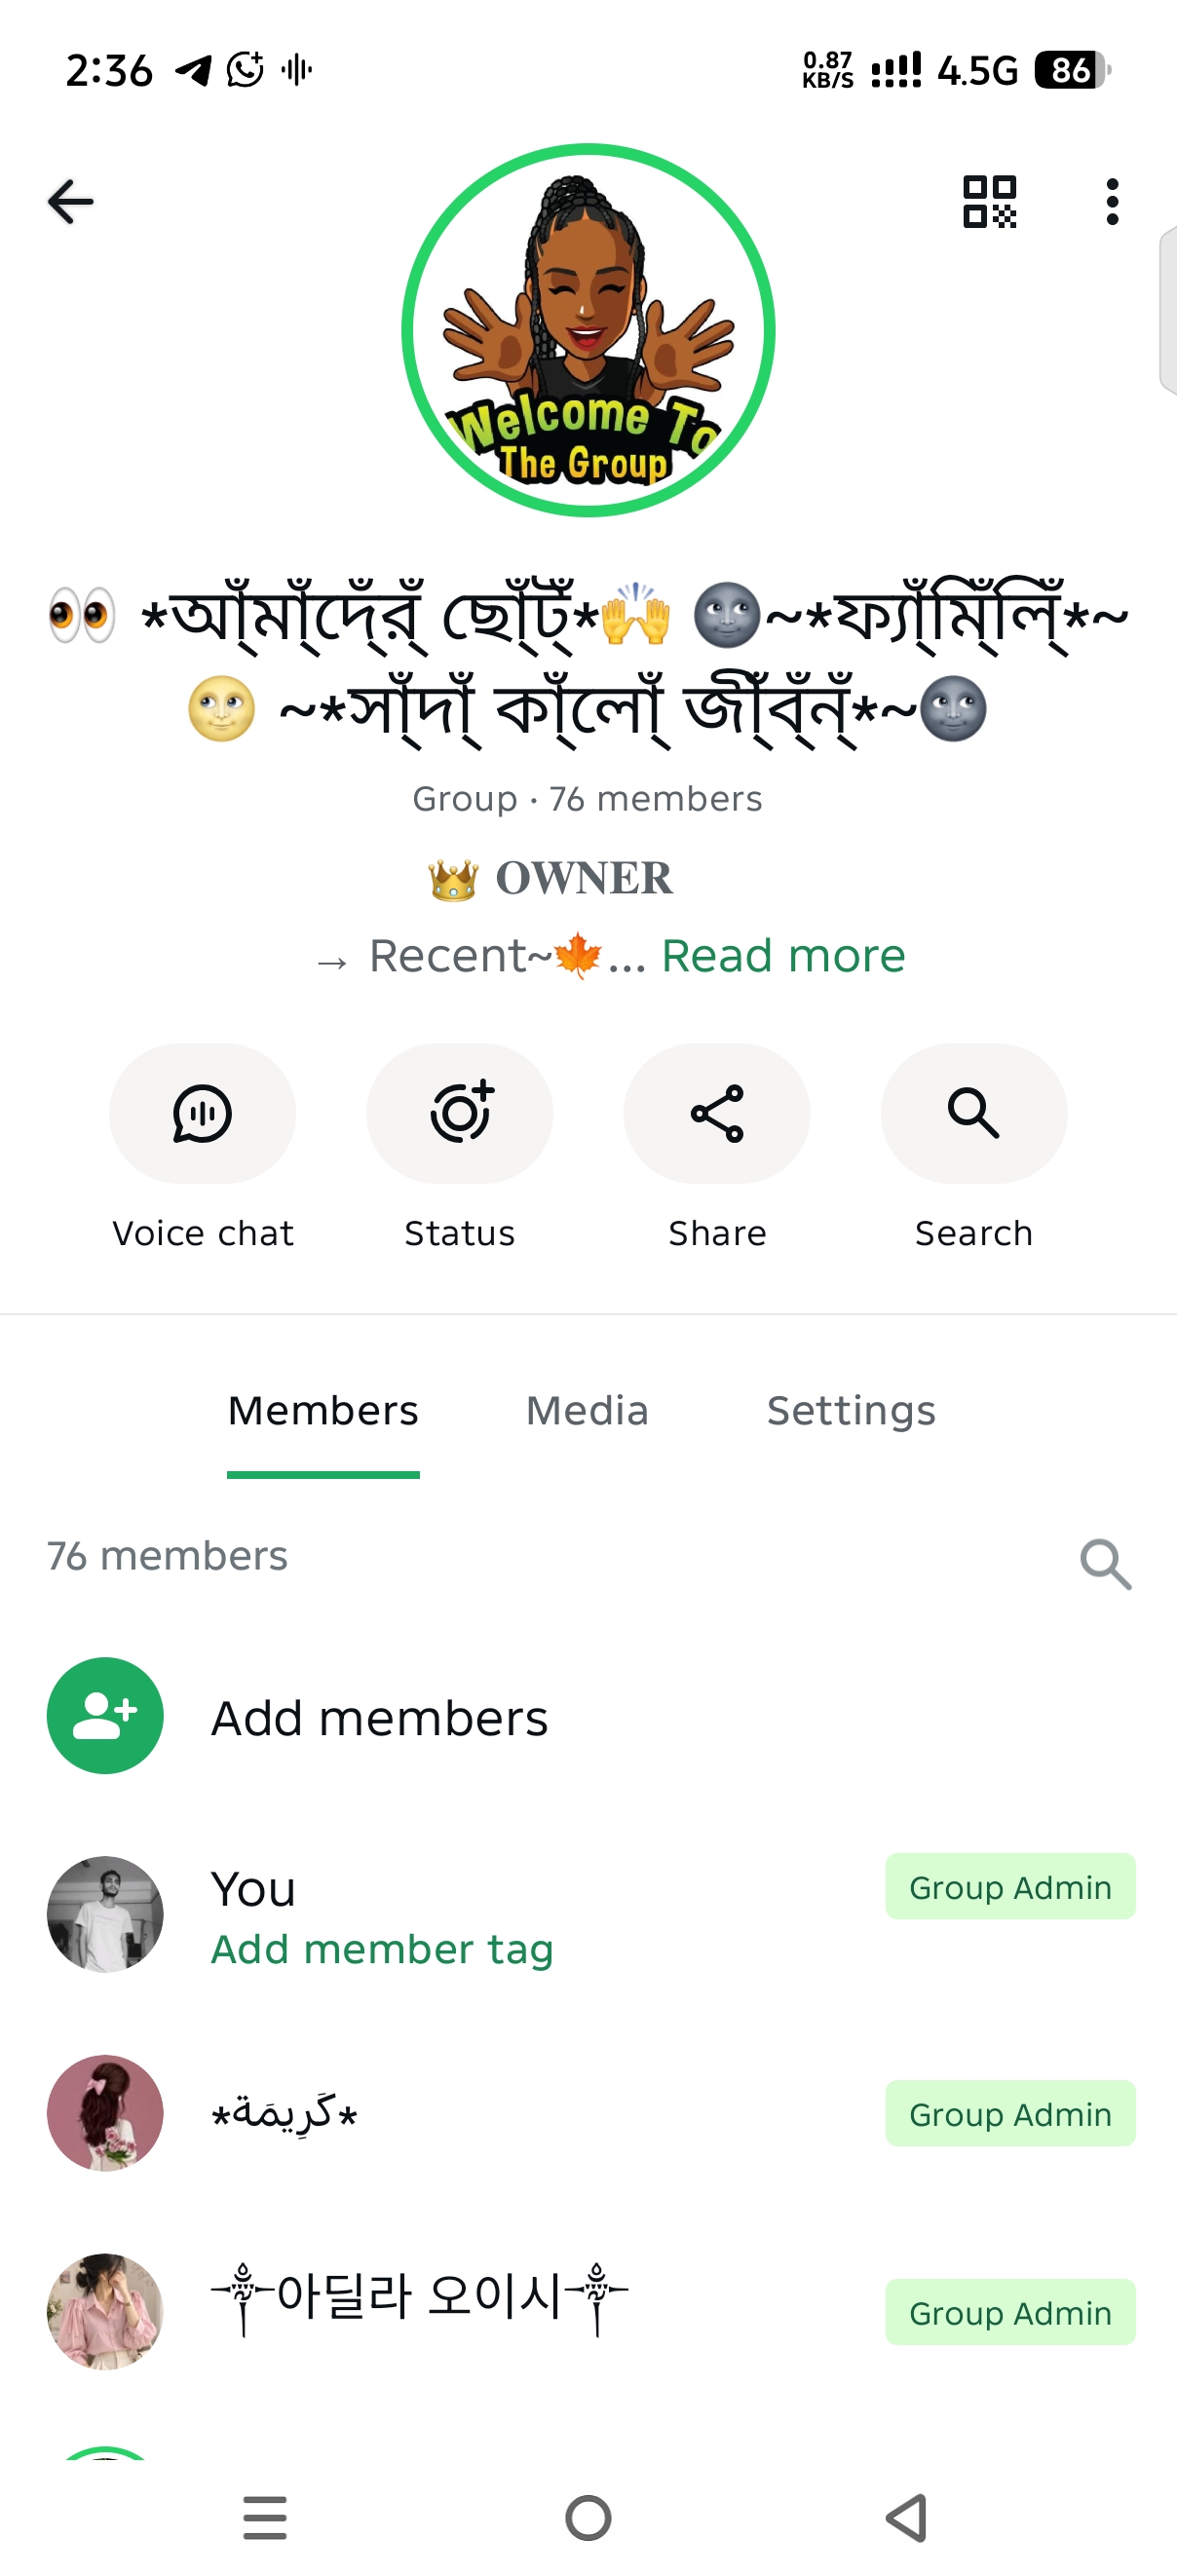 2:36
0.87 KB/S 4.5G 86
Welcome To
The Group
👀 *আঁ্মাঁ্দেঁ্রঁ্ ছোঁ্টঁ্*🙌 🌚~*ফ্যাঁ্মিঁ্লিঁ্*~
🌝 ~*সাঁ্দাঁ্ কাঁ্লোঁ্ জীঁ্বঁ্নঁ্*~🌚
Group · 76 members
👑 𝐎𝐖𝐍𝐄𝐑
→ Recent~🍁... Read more
Voice chat Status Share Search
Members Media Settings
76 members
Add members
You Group Admin
Add member tag
*كَرِيمَة* Group Admin
༒아딜라 오이시༒ Group Admin